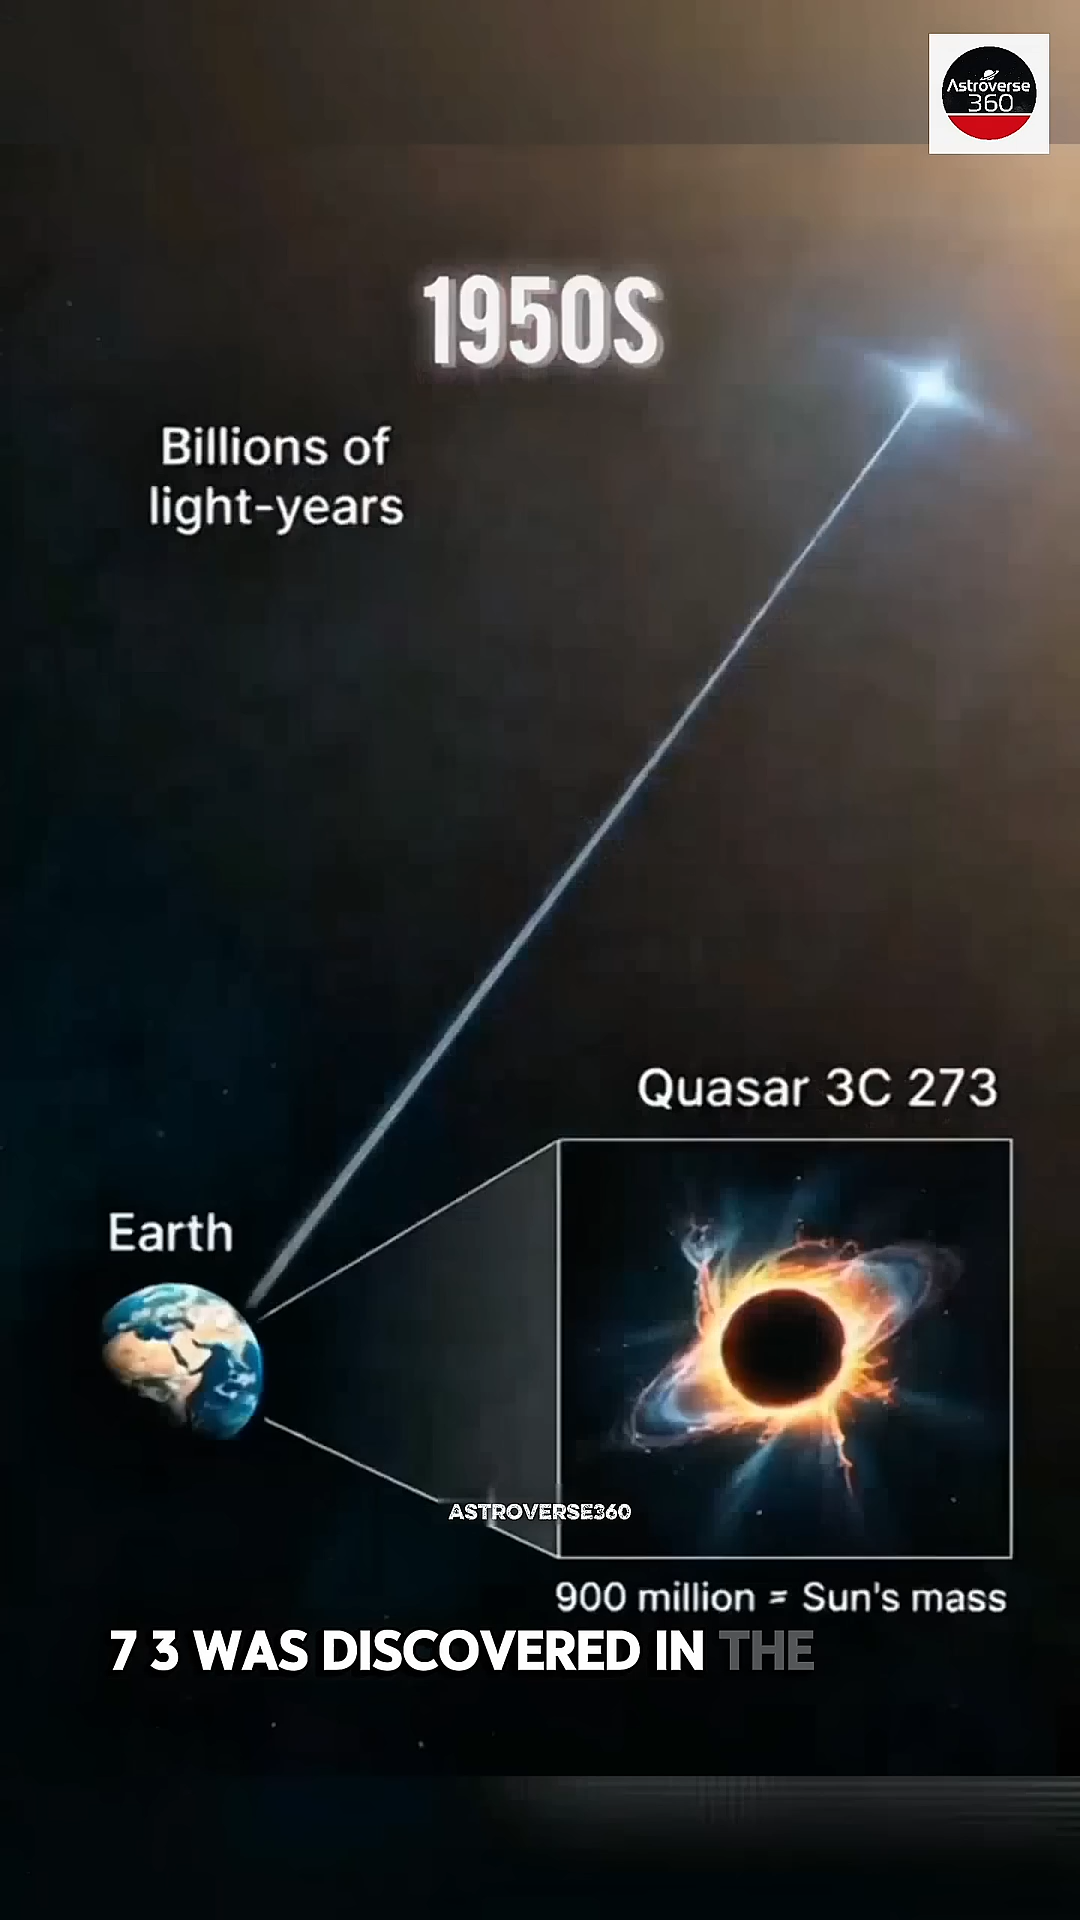 Astroverse
360
1950S
Billions of
light-years
Quasar 3C 273
Earth
ASTROVERSE360
900 million = Sun's mass
7 3 WAS DISCOVERED IN THE